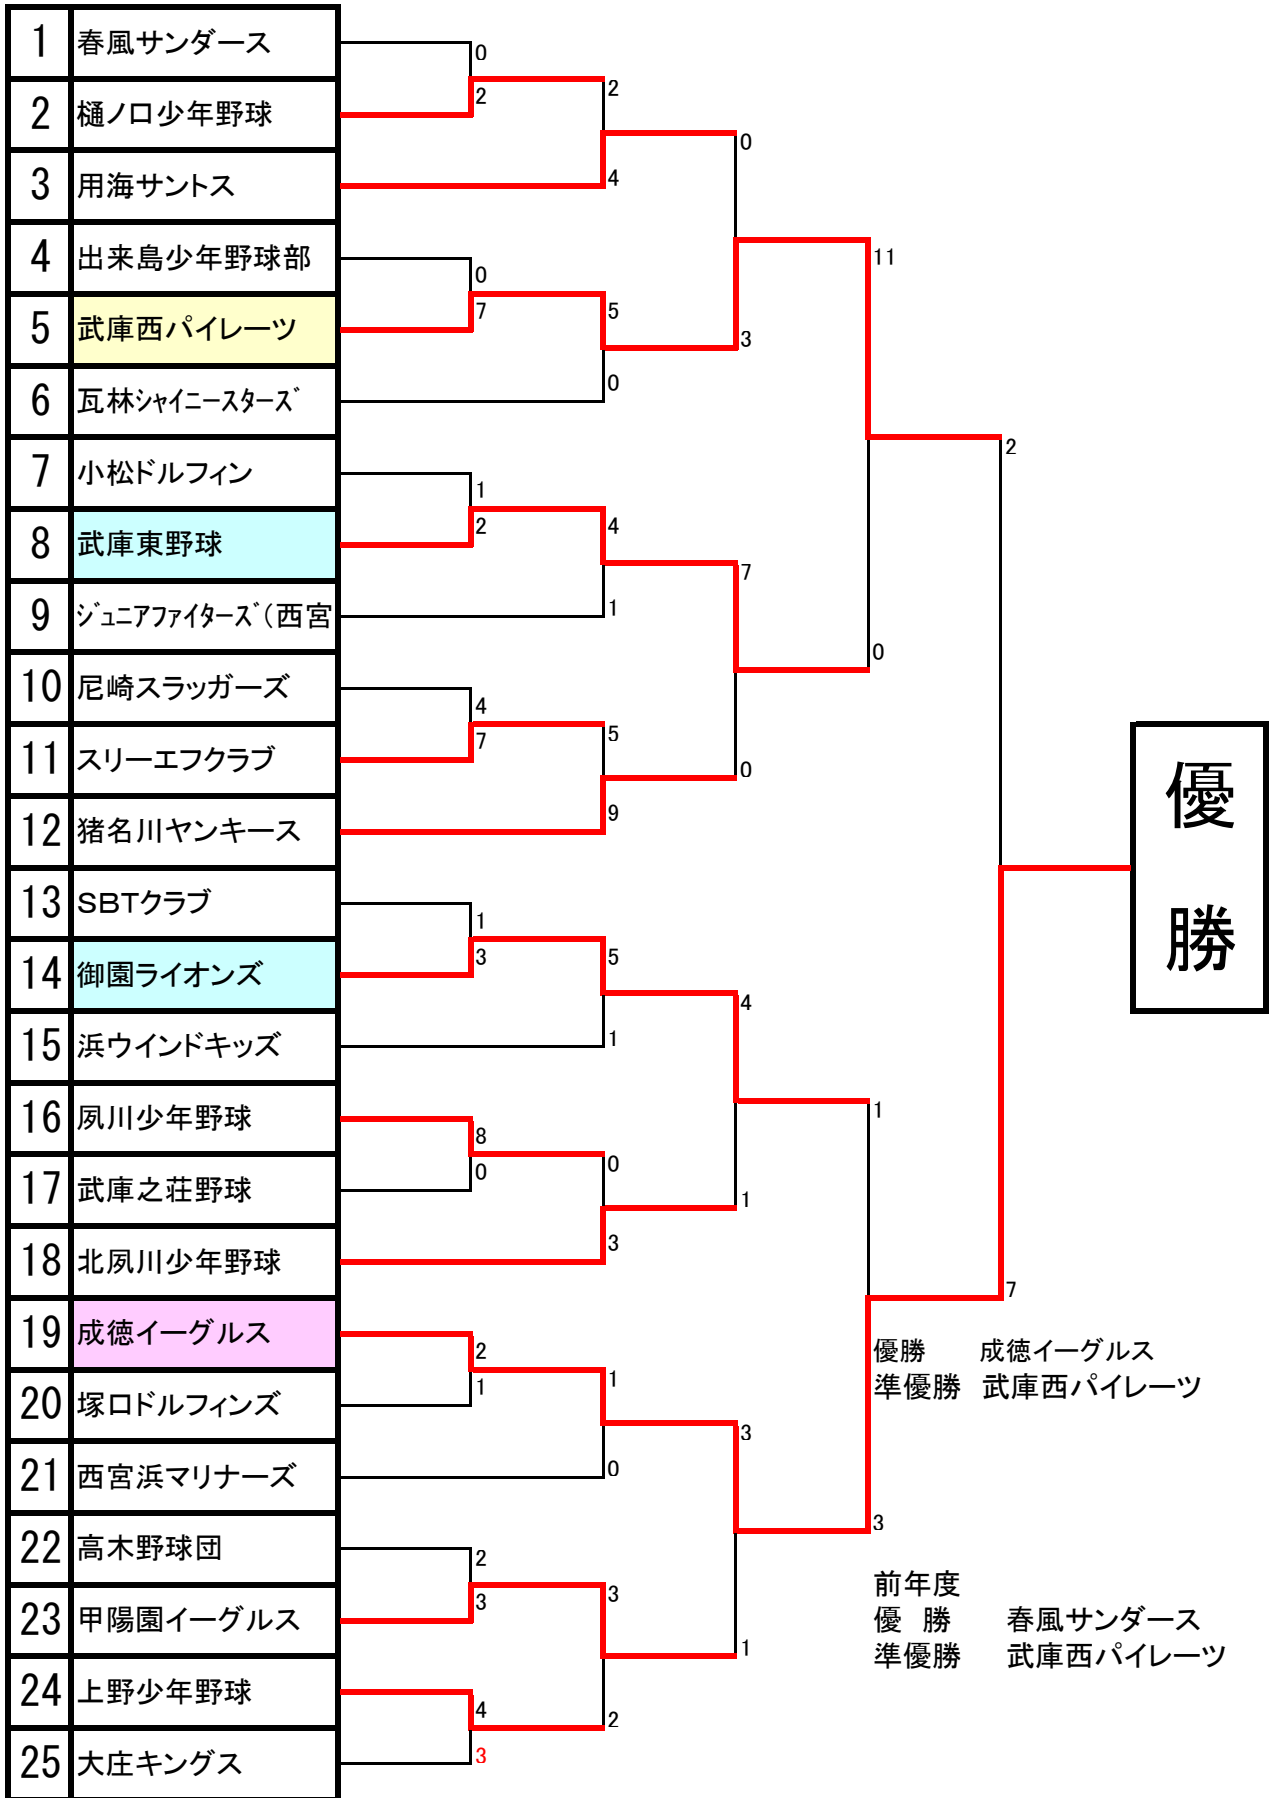 1 春風サンダース
0
2
2 樋ノ口少年野球
2
0
3 用海サントス
4
4 出来島少年野球部
0
11
5 武庫西パイレーツ
7
5
3
6 瓦林シャイニースターズ
0
7 小松ドルフィン
1
2
8 武庫東野球
2
4
7
9 ジュニアファイターズ(西宮
1
0
10 尼崎スラッガーズ
4
11 スリーエフクラブ
7
5
0
12 猪名川ヤンキース
9
優
勝
13 SBTクラブ
1
14 御園ライオンズ
3
5
4
15 浜ウインドキッズ
1
16 夙川少年野球
8
1
17 武庫之荘野球
0
0
1
18 北夙川少年野球
3
7
19 成徳イーグルス
2
優勝 成徳イーグルス
20 塚口ドルフィンズ
1
1
準優勝 武庫西パイレーツ
3
21 西宮浜マリナーズ
0
3
22 高木野球団
2
前年度
23 甲陽園イーグルス
3
3
優 勝 春風サンダース
1
準優勝 武庫西パイレーツ
24 上野少年野球
4
2
25 大庄キングス
3